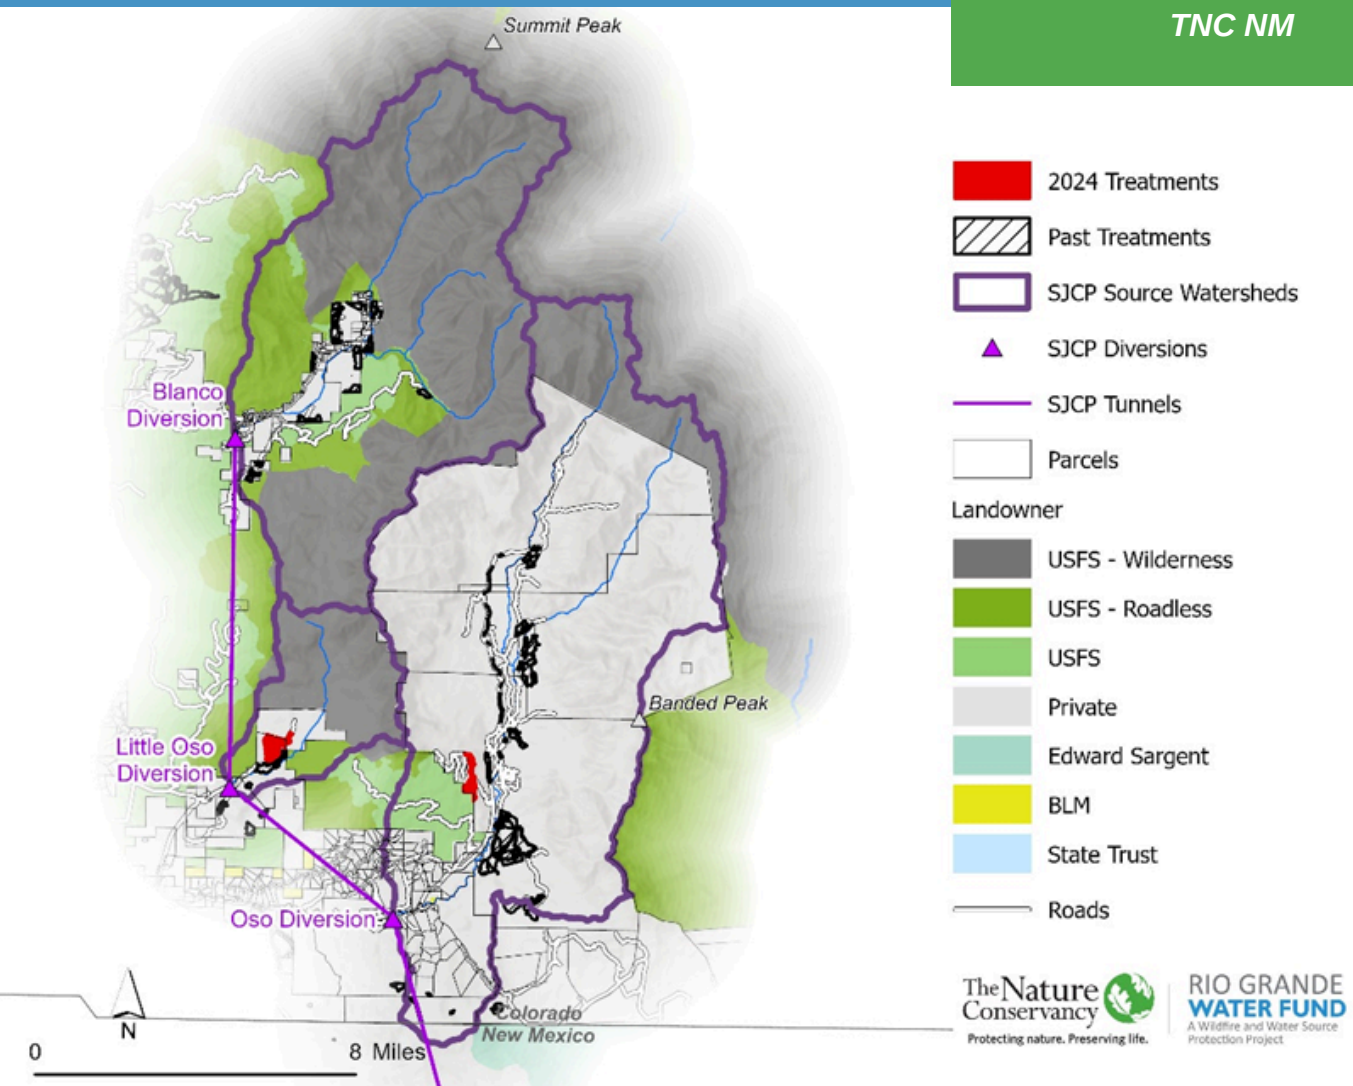 TNC NM
Summit Peak
Blanco
Diversion
Banded Peak
Little Oso
Diversion
Oso Diversion
Colorado
New Mexico
N
0 8 Miles
2024 Treatments
Past Treatments
SJCP Source Watersheds
SJCP Diversions
SJCP Tunnels
Parcels
Landowner
USFS - Wilderness
USFS - Roadless
USFS
Private
Edward Sargent
BLM
State Trust
Roads
The Nature
Conservancy
Protecting nature. Preserving life.
RIO GRANDE
WATER FUND
A Wildfire and Water Source
Protection Project